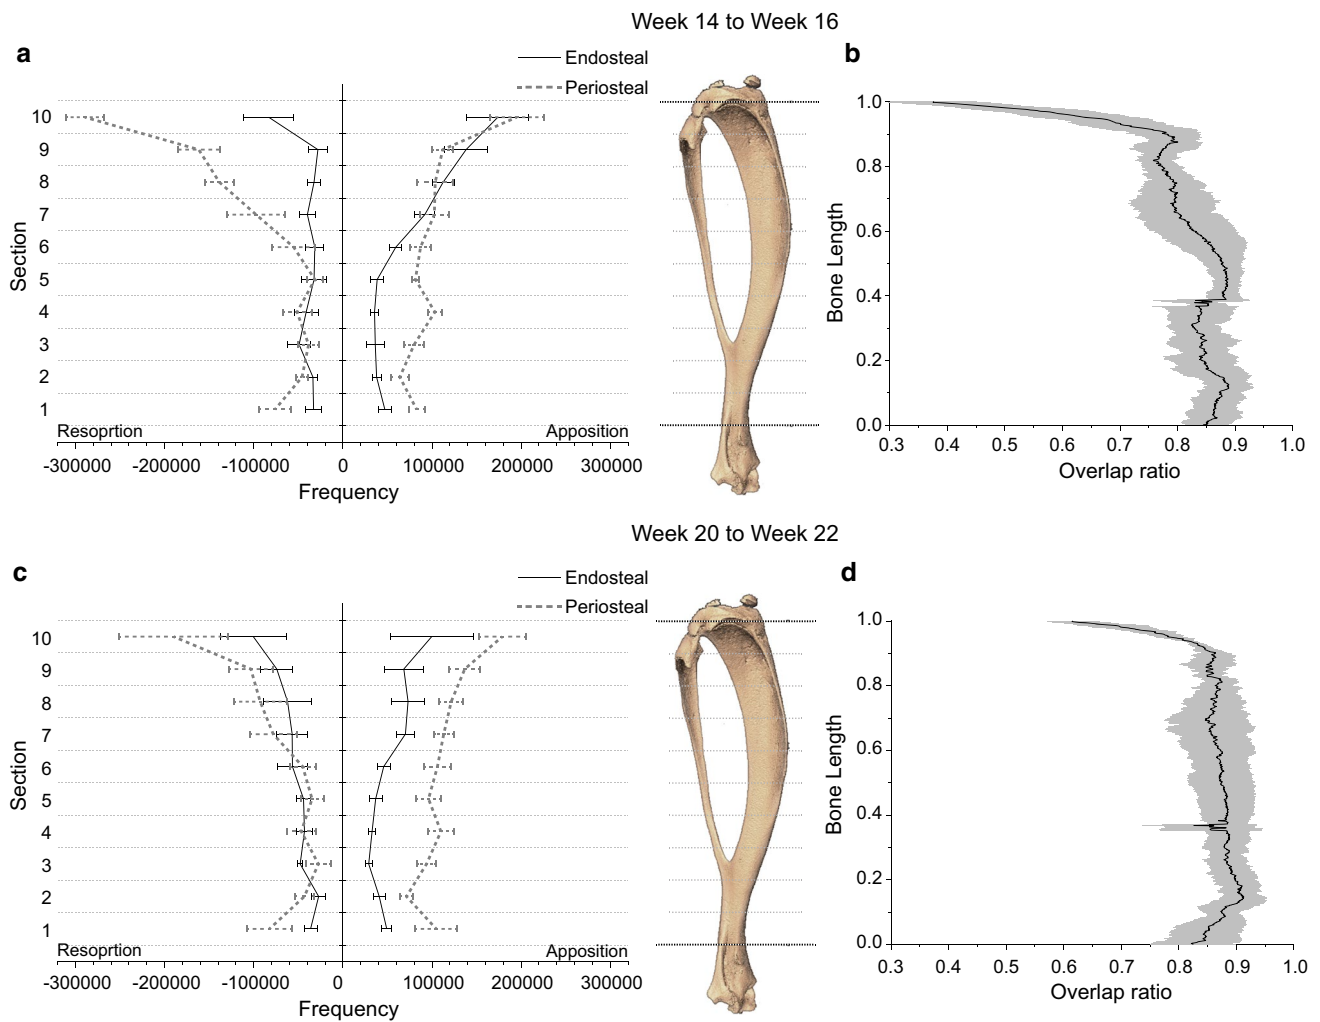 Week 14 to Week 16
a
Endosteal
Periosteal
Section
10
9
8
7
6
5
4
3
2
1
Resoprtion
Apposition
-300000 -200000 -100000 0 100000 200000 300000
Frequency
b
Bone Length
1.0
0.8
0.6
0.4
0.2
0.0
0.3 0.4 0.5 0.6 0.7 0.8 0.9 1.0
Overlap ratio
Week 20 to Week 22
c
Endosteal
Periosteal
Section
10
9
8
7
6
5
4
3
2
1
Resoprtion
Apposition
-300000 -200000 -100000 0 100000 200000 300000
Frequency
d
Bone Length
1.0
0.8
0.6
0.4
0.2
0.0
0.3 0.4 0.5 0.6 0.7 0.8 0.9 1.0
Overlap ratio